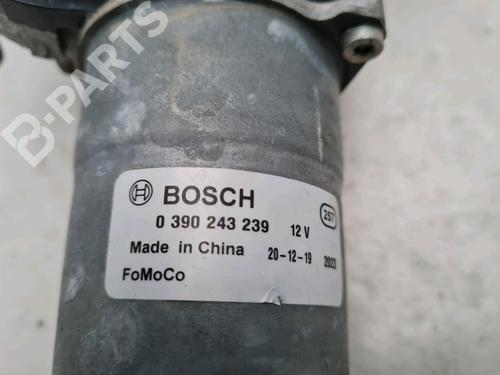 B-PARTS
BOSCH
0 390 243 239 12 V
257
Made in China 20-12-19
FoMoCo